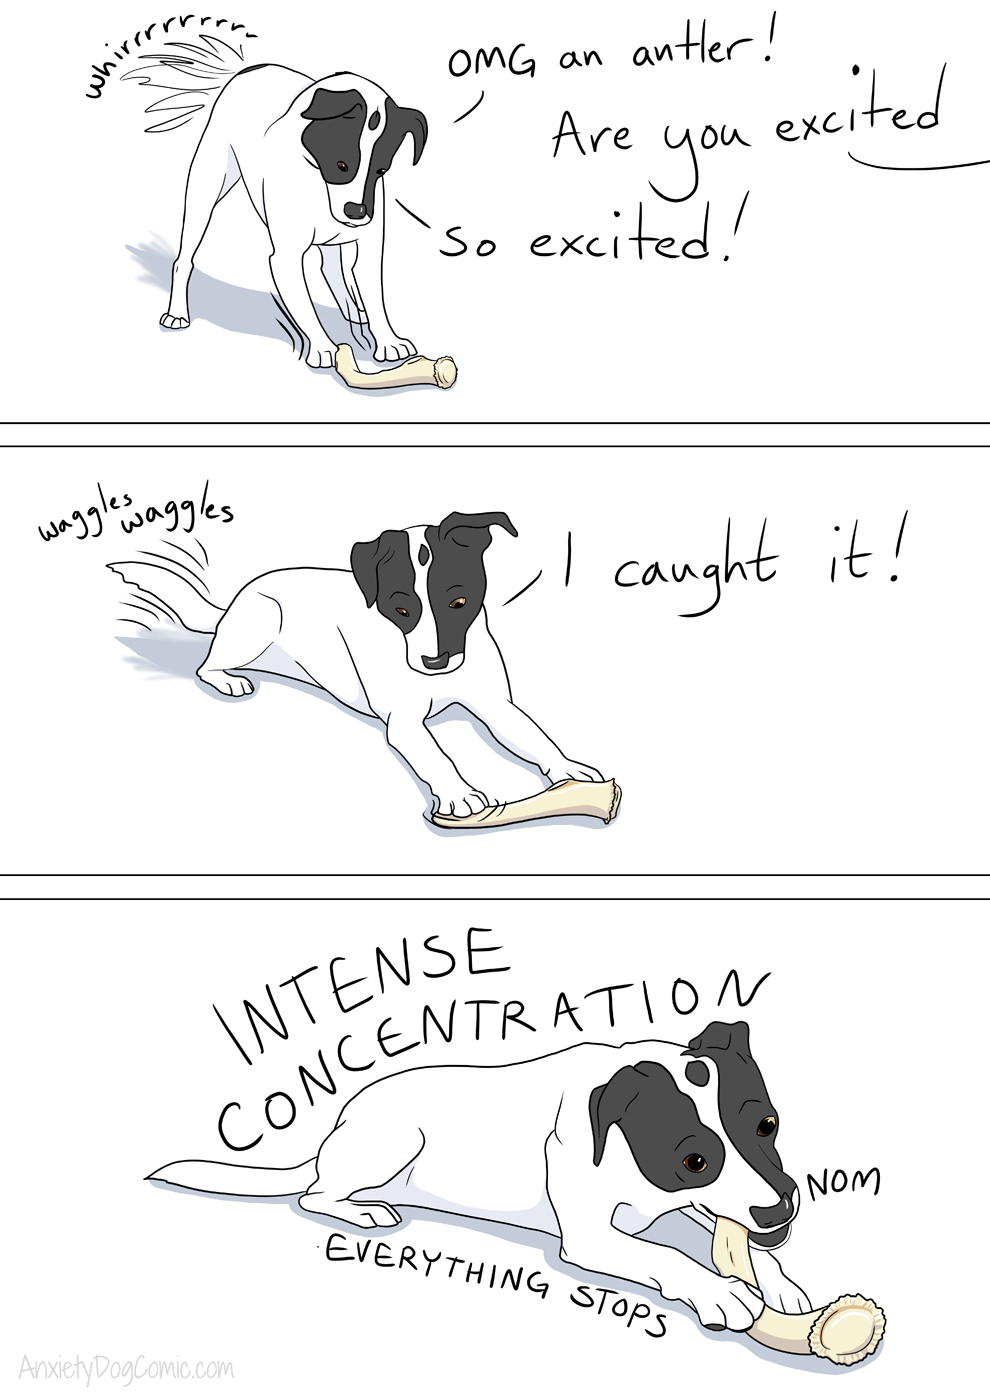 whirrrrrrrrr
OMG an antler!
Are you excited
So excited!
waggles waggles
I caught it!
INTENSE
CONCENTRATION
NOM
EVERYTHING STOPS
AnxietyDogComic.com